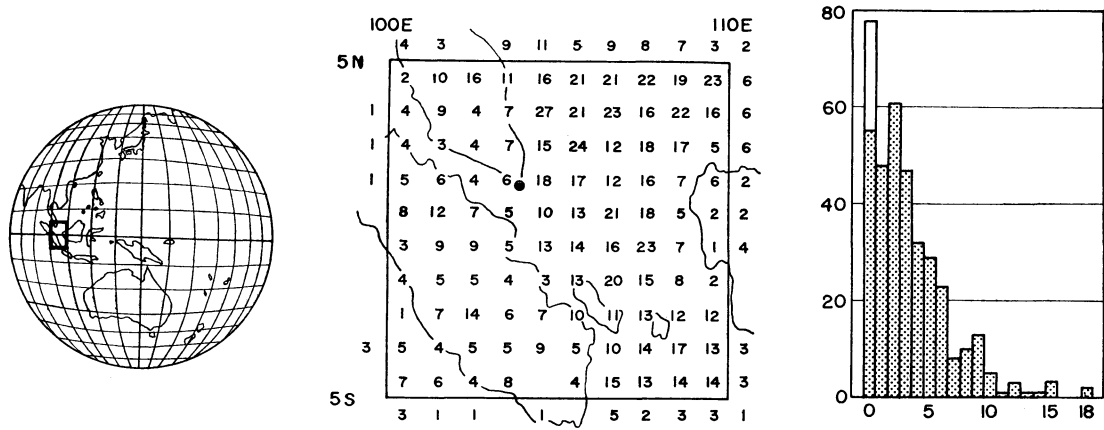 100E 110E
4 3 9 11 5 9 8 7 3 2
5N
2 10 16 11 16 21 21 22 19 23 6
1 4 9 4 7 27 21 23 16 22 16 6
1 4 3 4 7 15 24 12 18 17 5 6
1 5 6 4 6 18 17 12 16 7 6 2
8 12 7 5 10 13 21 18 5 2 2
3 9 9 5 13 14 16 23 7 1 4
4 5 5 4 3 13 20 15 8 2
1 7 14 6 7 10 11 13 12 12
3 5 4 5 5 9 5 10 14 17 13 3
7 6 4 8 4 15 13 14 14 3
5S
3 1 1 1 5 2 3 3 1
80
60
40
20
0
0 5 10 15 18